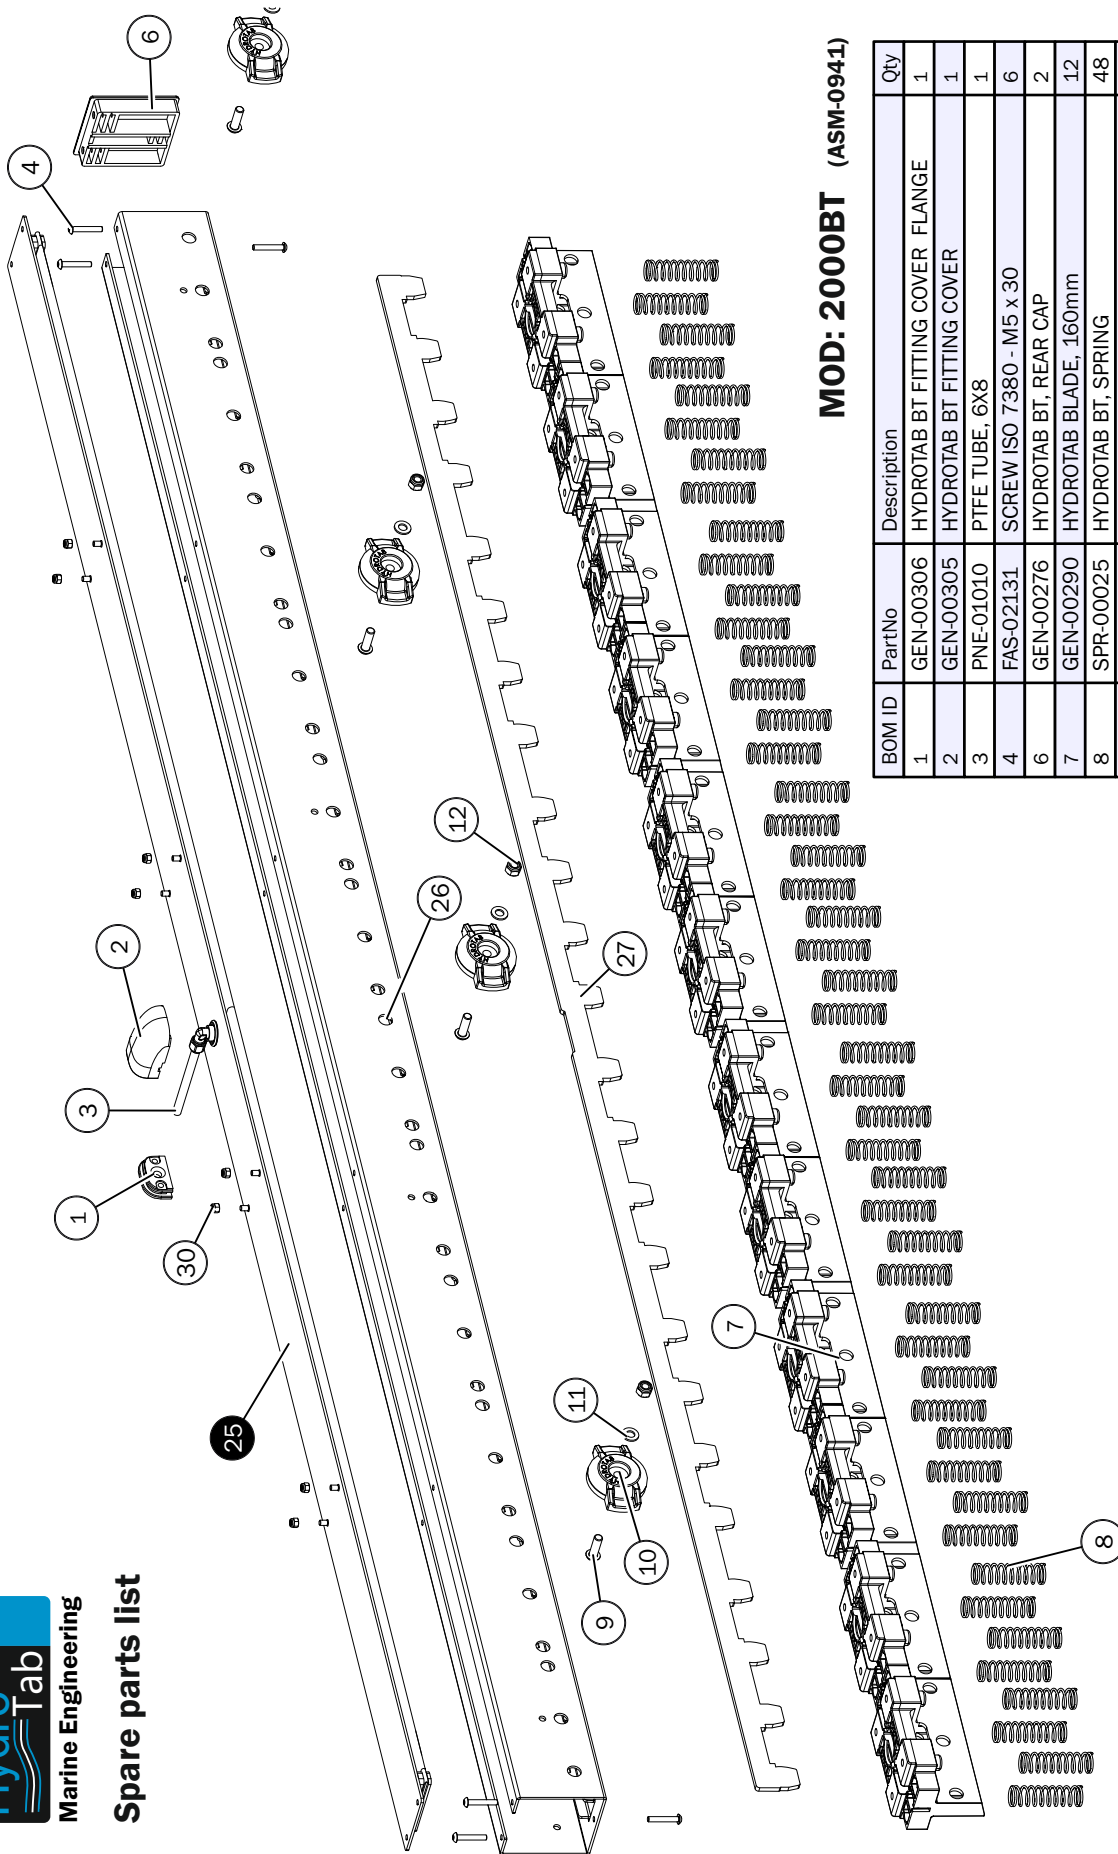 Tab
Marine Engineering
Spare parts list
MOD: 2000BT (ASM-0941)
BOM ID PartNo Description Qty
1 GEN-00306 HYDROTAB BT FITTING COVER FLANGE 1
2 GEN-00305 HYDROTAB BT FITTING COVER 1
3 PNE-01010 PTFE TUBE, 6X8 1
4 FAS-02131 SCREW ISO 7380 - M5 x 30 6
6 GEN-00276 HYDROTAB BT, REAR CAP 2
7 GEN-00290 HYDROTAB BLADE, 160mm 12
8 SPR-00025 HYDROTAB BT, SPRING 48
25
30
1
3
2
4
6
26
12
27
9
10
11
7
8